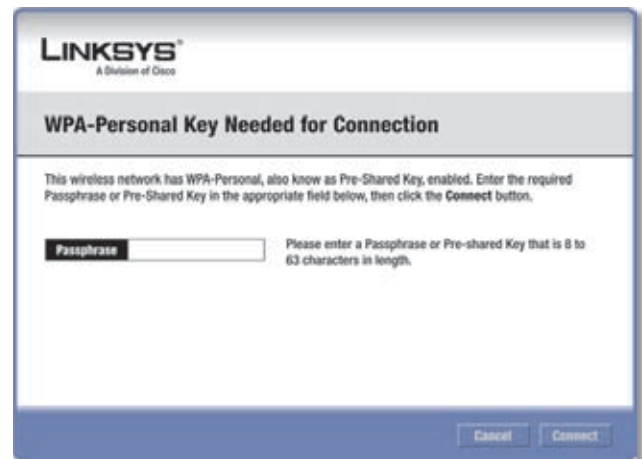 LINKSYS®
A Division of Cisco
WPA-Personal Key Needed for Connection
This wireless network has WPA-Personal, also know as Pre-Shared Key, enabled. Enter the required
Passphrase or Pre-Shared Key in the appropriate field below, then click the Connect button.
Passphrase
Please enter a Passphrase or Pre-shared Key that is 8 to
63 characters in length.
Cancel
Connect